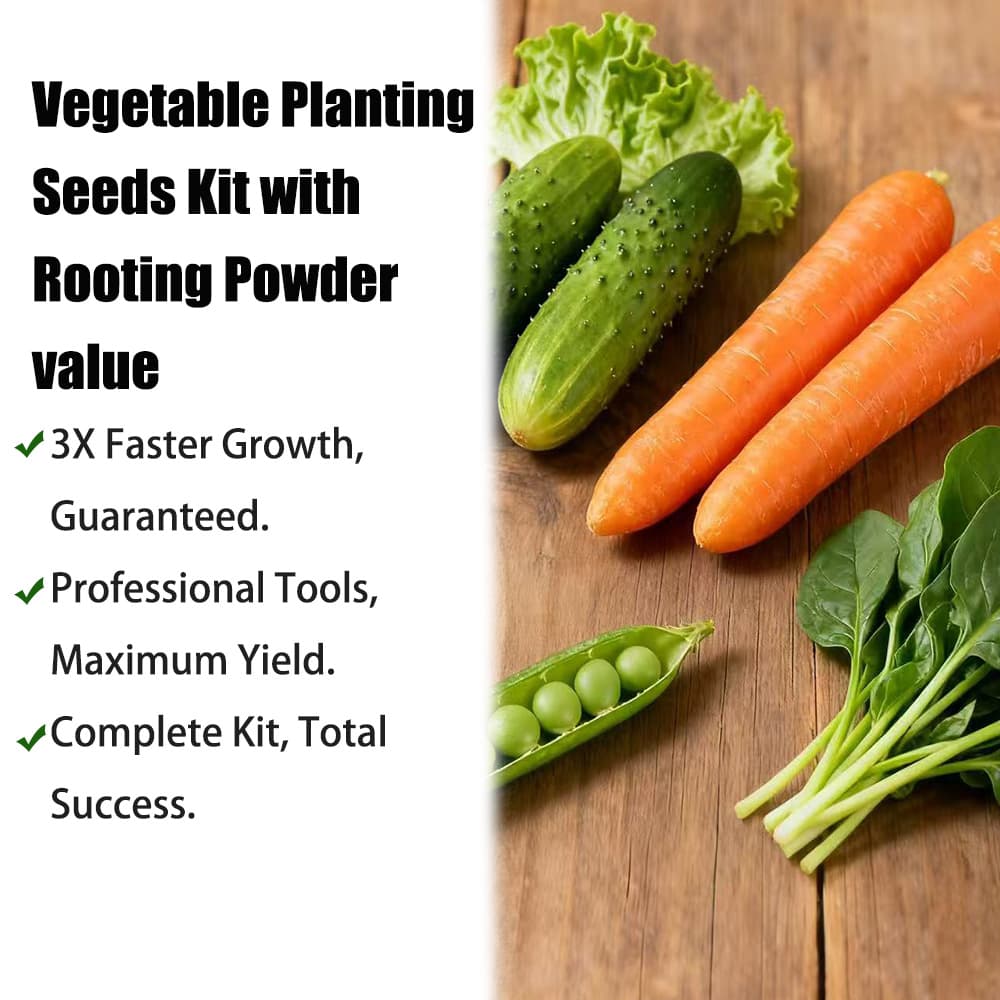 Vegetable Planting
Seeds Kit with
Rooting Powder
value
3X Faster Growth,
Guaranteed.
Professional Tools,
Maximum Yield.
Complete Kit, Total
Success.